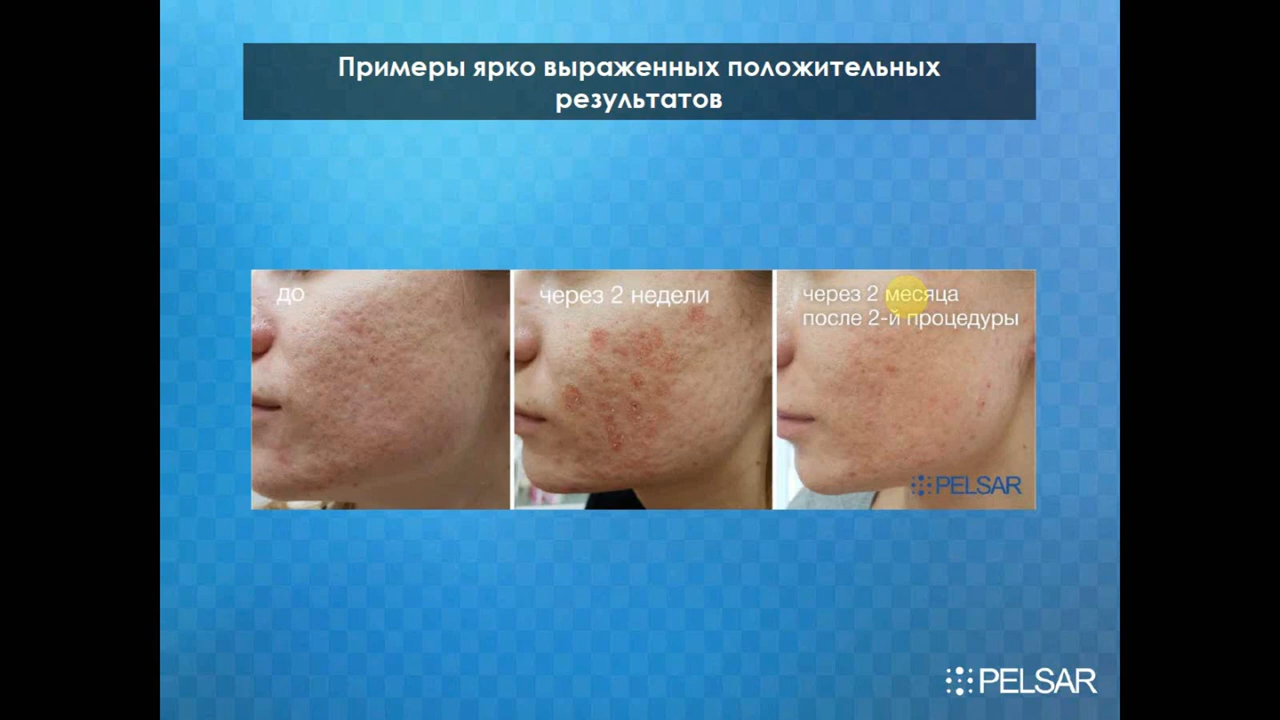 Примеры ярко выраженных положительных
результатов
до
через 2 недели
через 2 месяца
после 2-й процедуры
PELSAR
PELSAR